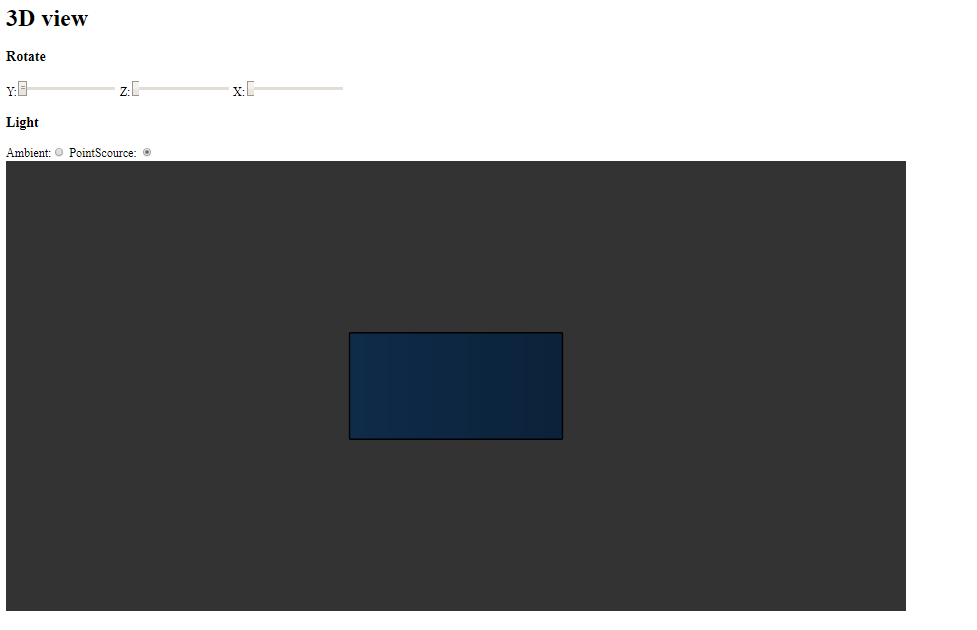 3D view
Rotate
Y: Z: X:
Light
Ambient: PointScource: